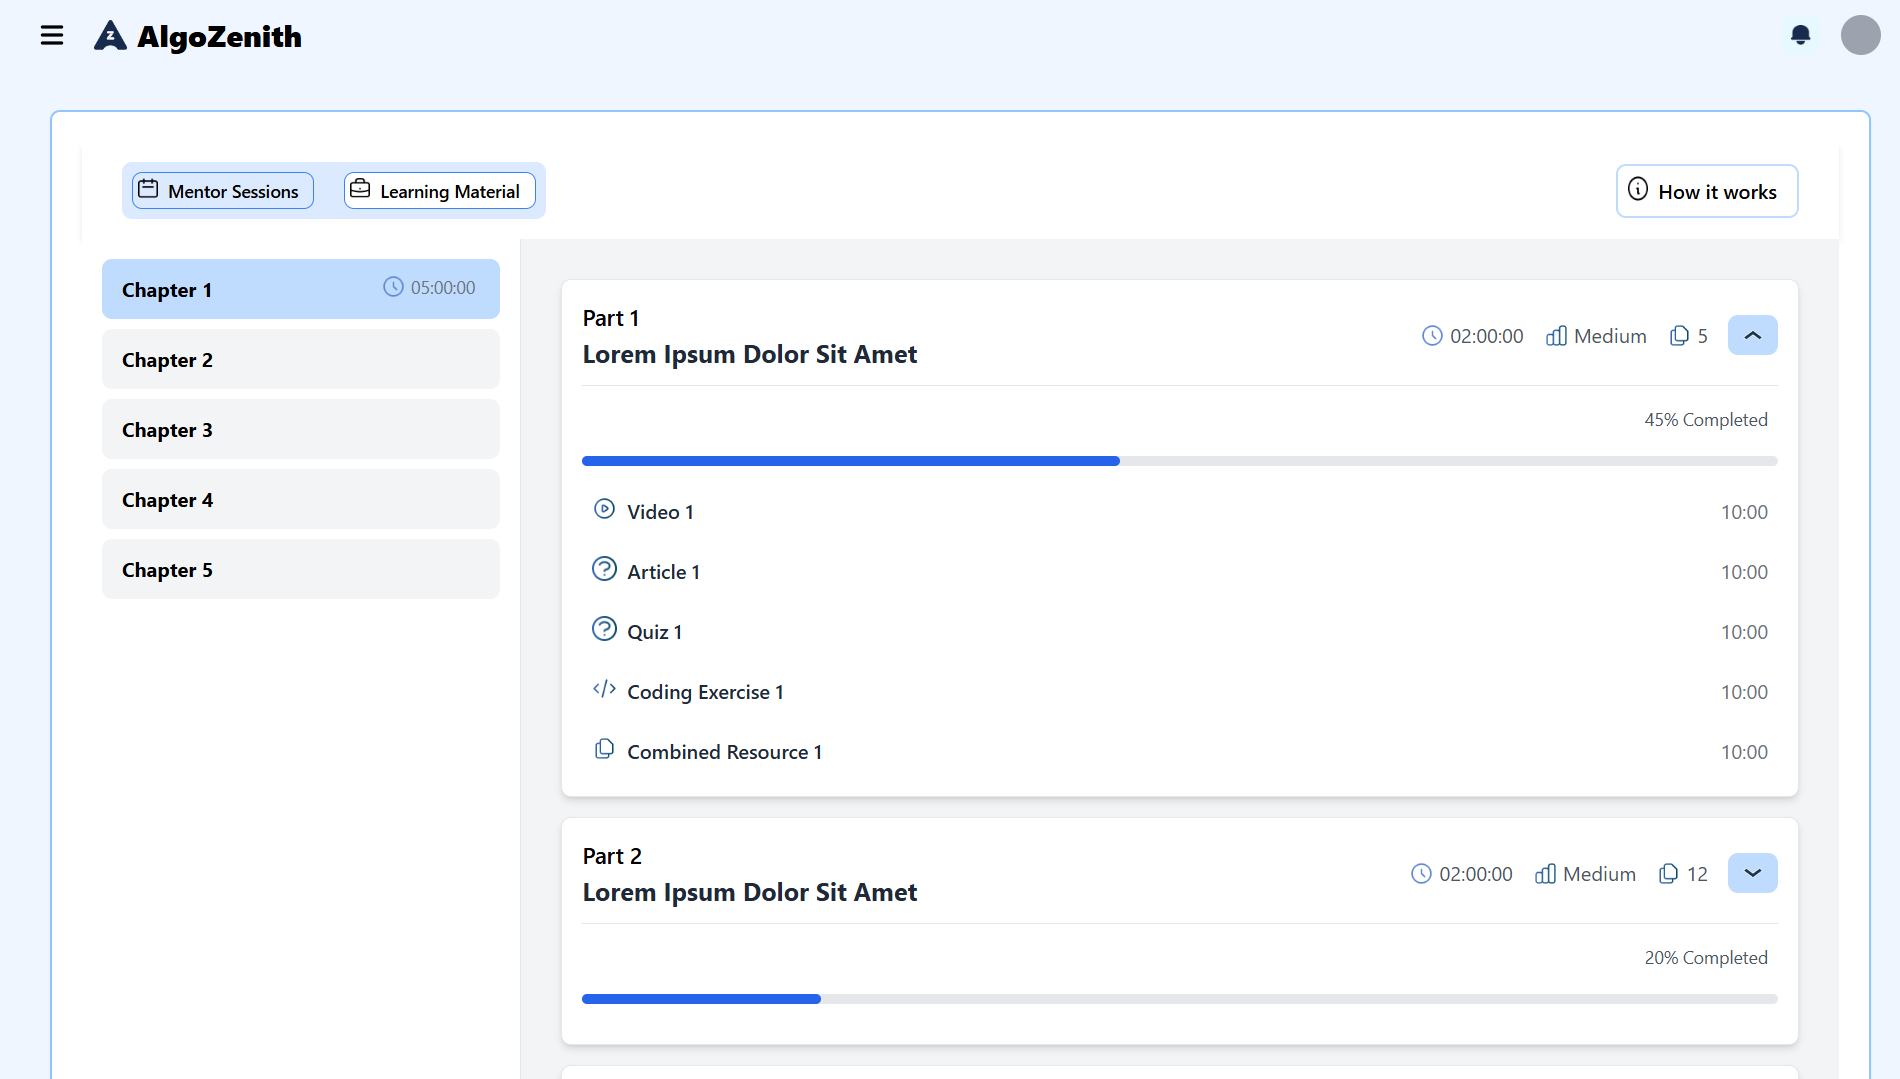 AlgoZenith
Mentor Sessions
Learning Material
How it works
Chapter 1
05:00:00
Chapter 2
Chapter 3
Chapter 4
Chapter 5
Part 1
Lorem Ipsum Dolor Sit Amet
02:00:00
Medium
5
45% Completed
Video 1
10:00
Article 1
10:00
Quiz 1
10:00
Coding Exercise 1
10:00
Combined Resource 1
10:00
Part 2
Lorem Ipsum Dolor Sit Amet
02:00:00
Medium
12
20% Completed